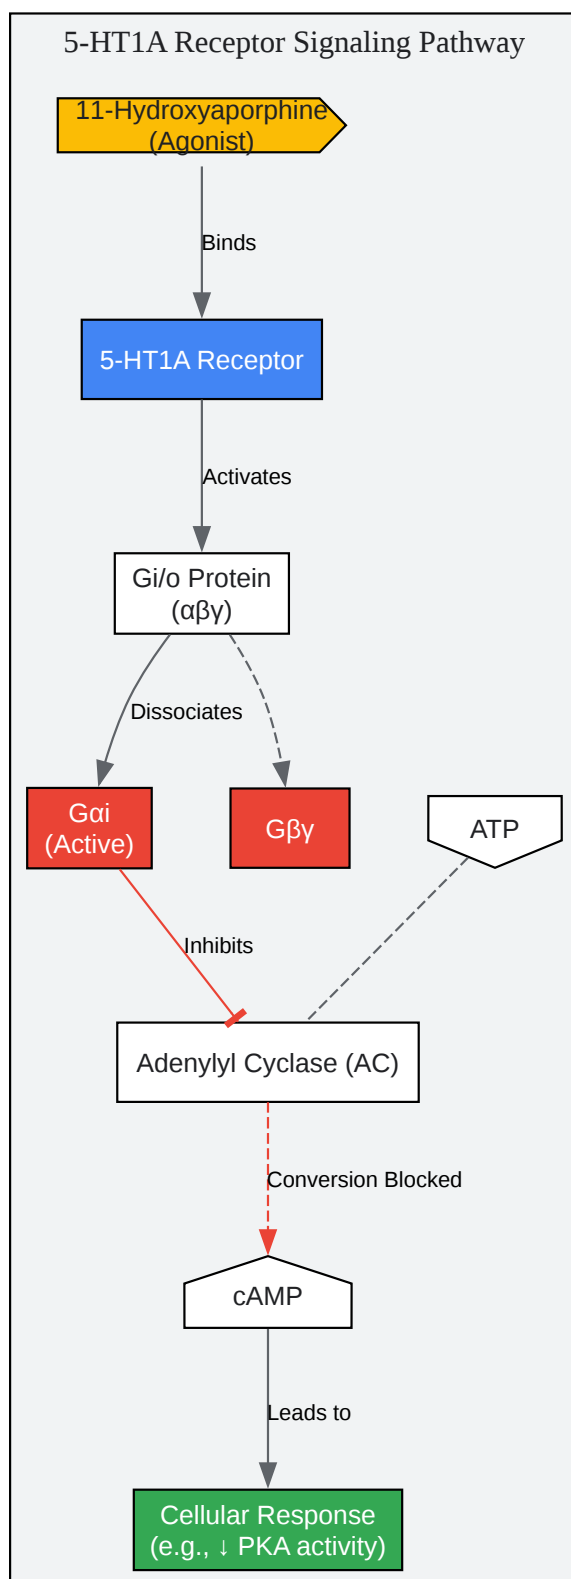 5-HT1A Receptor Signaling Pathway
11-Hydroxyaporphine
(Agonist)
Binds
5-HT1A Receptor
Activates
Gi/o Protein
(αβγ)
Dissociates
Gαi
(Active)
Gβγ
ATP
Inhibits
Adenylyl Cyclase (AC)
Conversion Blocked
cAMP
Leads to
Cellular Response
(e.g., ↓ PKA activity)